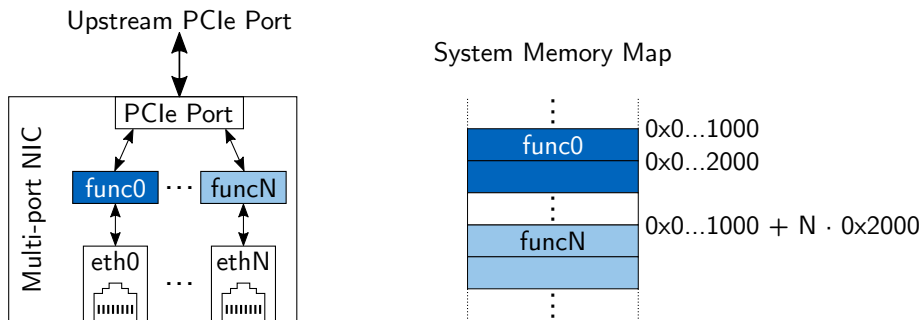 Upstream PCIe Port
Multi-port NIC
PCIe Port
func0 ··· funcN
eth0 ··· ethN
System Memory Map
func0
0x0...1000
0x0...2000
funcN
0x0...1000 + N · 0x2000